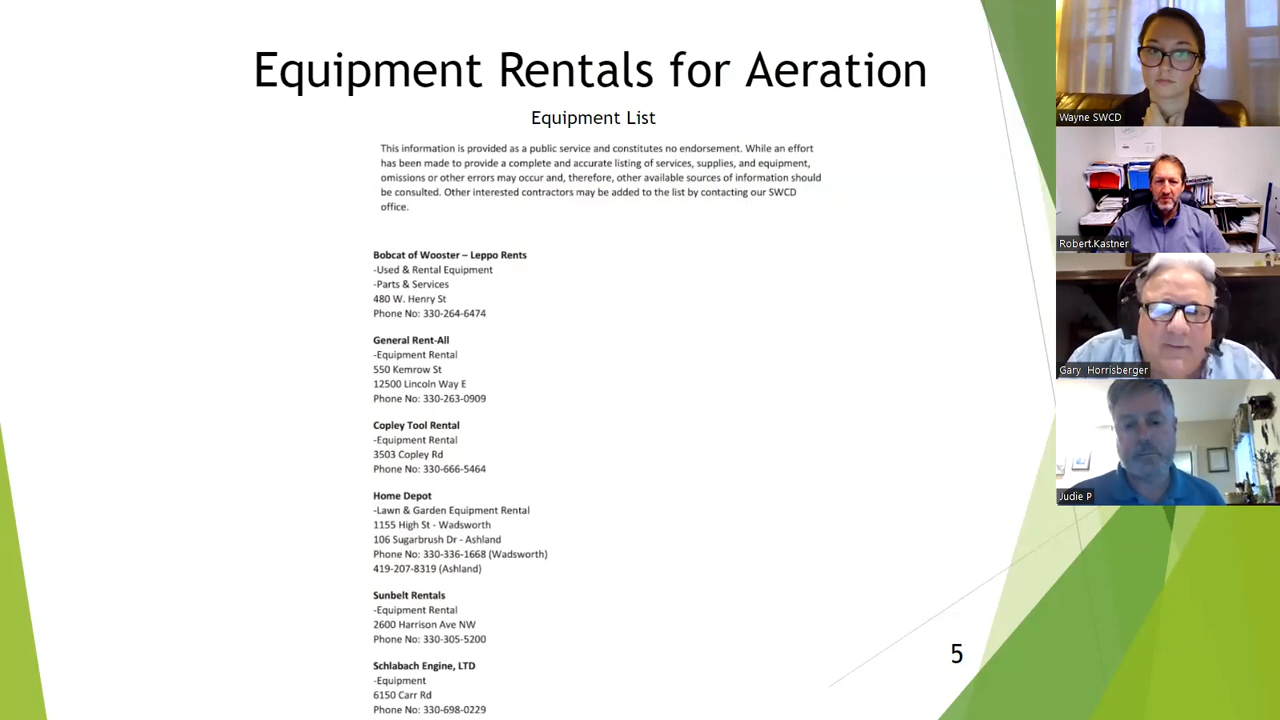 Equipment Rentals for Aeration
Equipment List
This information is provided as a public service and constitutes no endorsement. While an effort
has been made to provide a complete and accurate listing of services, supplies, and equipment,
omissions or other errors may occur and, therefore, other available sources of information should
be consulted. Other interested contractors may be added to the list by contacting our SWCD
office.
Bobcat of Wooster – Leppo Rents
-Used & Rental Equipment
-Parts & Services
480 W. Henry St
Phone No: 330-264-6474
General Rent-All
-Equipment Rental
550 Kemrow St
12500 Lincoln Way E
Phone No: 330-263-0909
Copley Tool Rental
-Equipment Rental
3503 Copley Rd
Phone No: 330-666-5464
Home Depot
-Lawn & Garden Equipment Rental
1155 High St - Wadsworth
106 Sugarbrush Dr - Ashland
Phone No: 330-336-1668 (Wadsworth)
419-207-8319 (Ashland)
Sunbelt Rentals
-Equipment Rental
2600 Harrison Ave NW
Phone No: 330-305-5200
Schlabach Engine, LTD
-Equipment
6150 Carr Rd
Phone No: 330-698-0229
5
Wayne SWCD
Robert.Kastner
Gary Horrisberger
Judie P